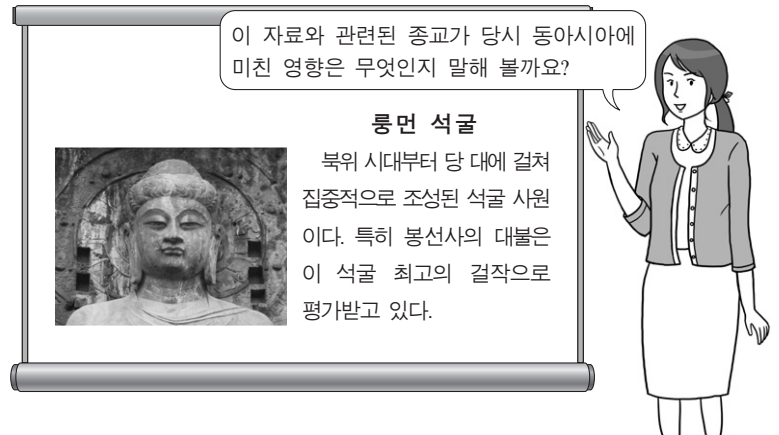 이 자료와 관련된 종교가 당시 동아시아에
미친 영향은 무엇인지 말해 볼까요?
룽먼 석굴
북위 시대부터 당 대에 걸쳐
집중적으로 조성된 석굴 사원
이다. 특히 봉선사의 대불은
이 석굴 최고의 걸작으로
평가받고 있다.